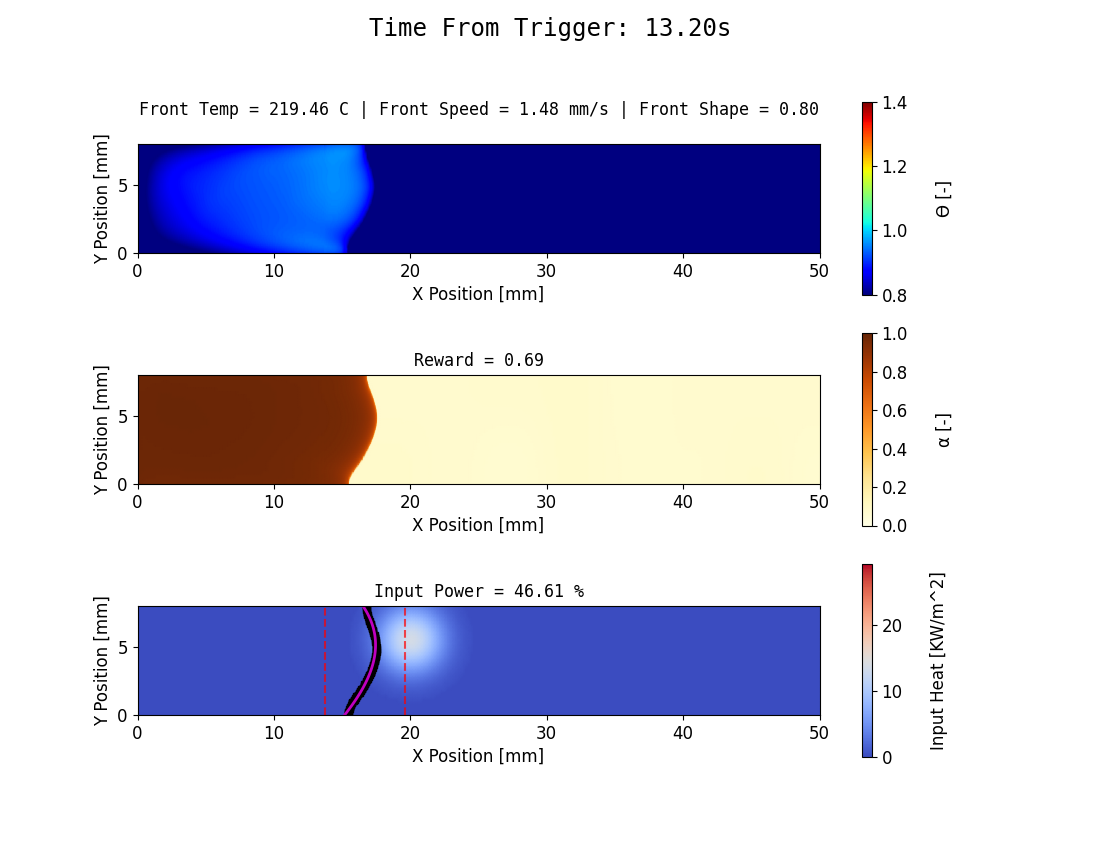 Time From Trigger: 13.20s
Front Temp = 219.46 C | Front Speed = 1.48 mm/s | Front Shape = 0.80
Y Position [mm]
5
0
0 10 20 30 40 50
X Position [mm]
1.4
1.2
1.0
0.8
Θ [-]
Reward = 0.69
Y Position [mm]
5
0
0 10 20 30 40 50
X Position [mm]
1.0
0.8
0.6
0.4
0.2
0.0
α [-]
Input Power = 46.61 %
Y Position [mm]
5
0
0 10 20 30 40 50
X Position [mm]
20
10
0
Input Heat [KW/m^2]